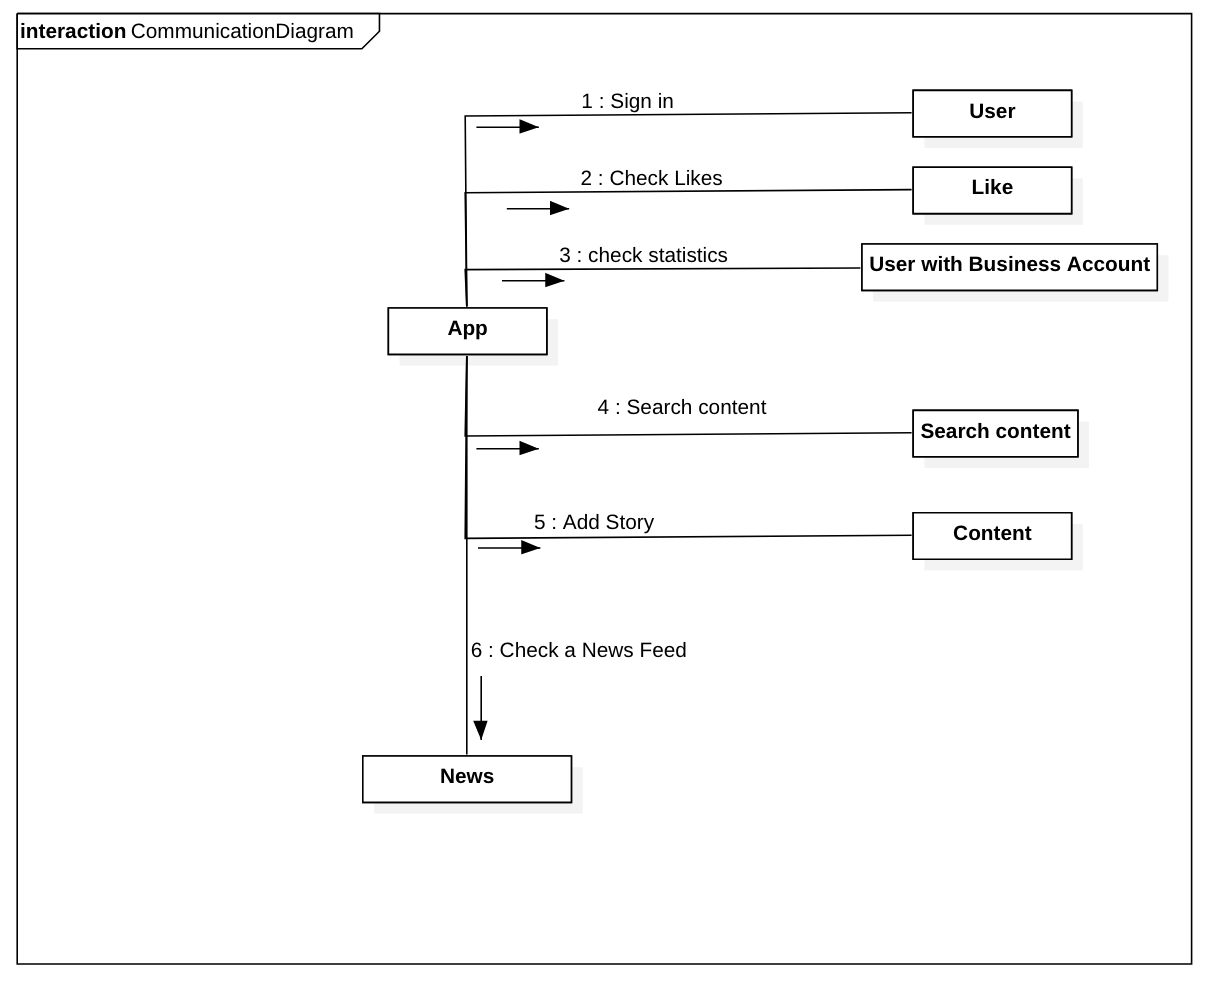 interaction CommunicationDiagram
1 : Sign in
User
2 : Check Likes
Like
3 : check statistics
User with Business Account
App
4 : Search content
Search content
5 : Add Story
Content
6 : Check a News Feed
News